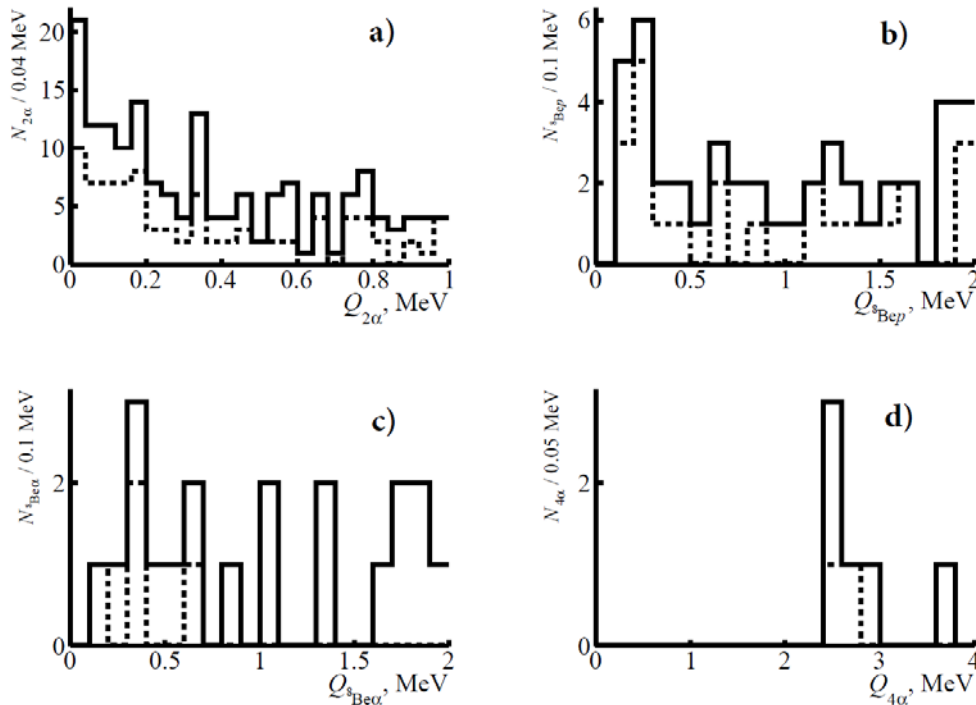 a)
N₂α / 0.04 MeV
20
15
10
5
0
0 0.2 0.4 0.6 0.8 1
Q₂α, MeV
b)
N⁸Bep / 0.1 MeV
6
4
2
0
0 0.5 1 1.5 2
Q⁸Bep, MeV
c)
N⁸Beα / 0.1 MeV
2
0
0 0.5 1 1.5 2
Q⁸Beα, MeV
d)
N₄α / 0.05 MeV
2
0
0 1 2 3 4
Q₄α, MeV